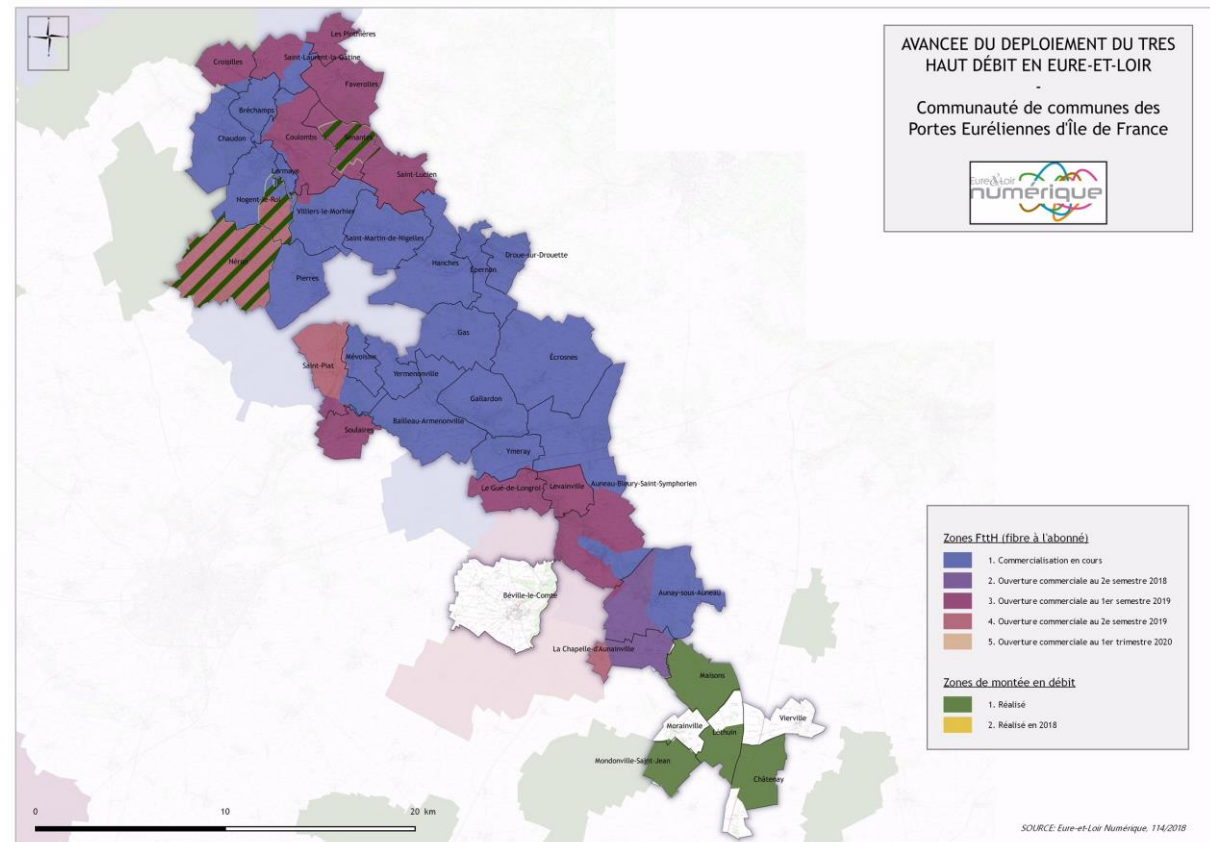 AVANCEE DU DEPLOIEMENT DU TRES
HAUT DÉBIT EN EURE-ET-LOIR
-
Communauté de communes des
Portes Euréliennes d'Île de France
Eure&Loir
numérique
Les Pinthières
Croisilles
Saint-Laurent-la-Gâtine
Faverolles
Bréchamps
Chaudon
Coulombs
Senantes
Lormaye
Saint-Lucien
Nogent-le-Roi
Villiers-le-Morhier
Saint-Martin-de-Nigelles
Droue-sur-Drouette
Néron
Hanches
Épernon
Pierres
Gas
Écrosnes
Saint-Piat
Mévoisins
Yermenonville
Gallardon
Bailleau-Armenonville
Soulaires
Ymeray
Le Gué-de-Longroi
Levainville
Auneau-Bleury-Saint-Symphorien
Béville-le-Comte
Aunay-sous-Auneau
La Chapelle-d'Aunainville
Maisons
Morainville
Vierville
Léthuin
Mondonville-Saint-Jean
Châtenay
Zones FttH (fibre à l'abonné)
1. Commercialisation en cours
2. Ouverture commerciale au 2e semestre 2018
3. Ouverture commerciale au 1er semestre 2019
4. Ouverture commerciale au 2e semestre 2019
5. Ouverture commerciale au 1er trimestre 2020
Zones de montée en débit
1. Réalisé
2. Réalisé en 2018
0 10 20 km
SOURCE: Eure-et-Loir Numérique, 114/2018